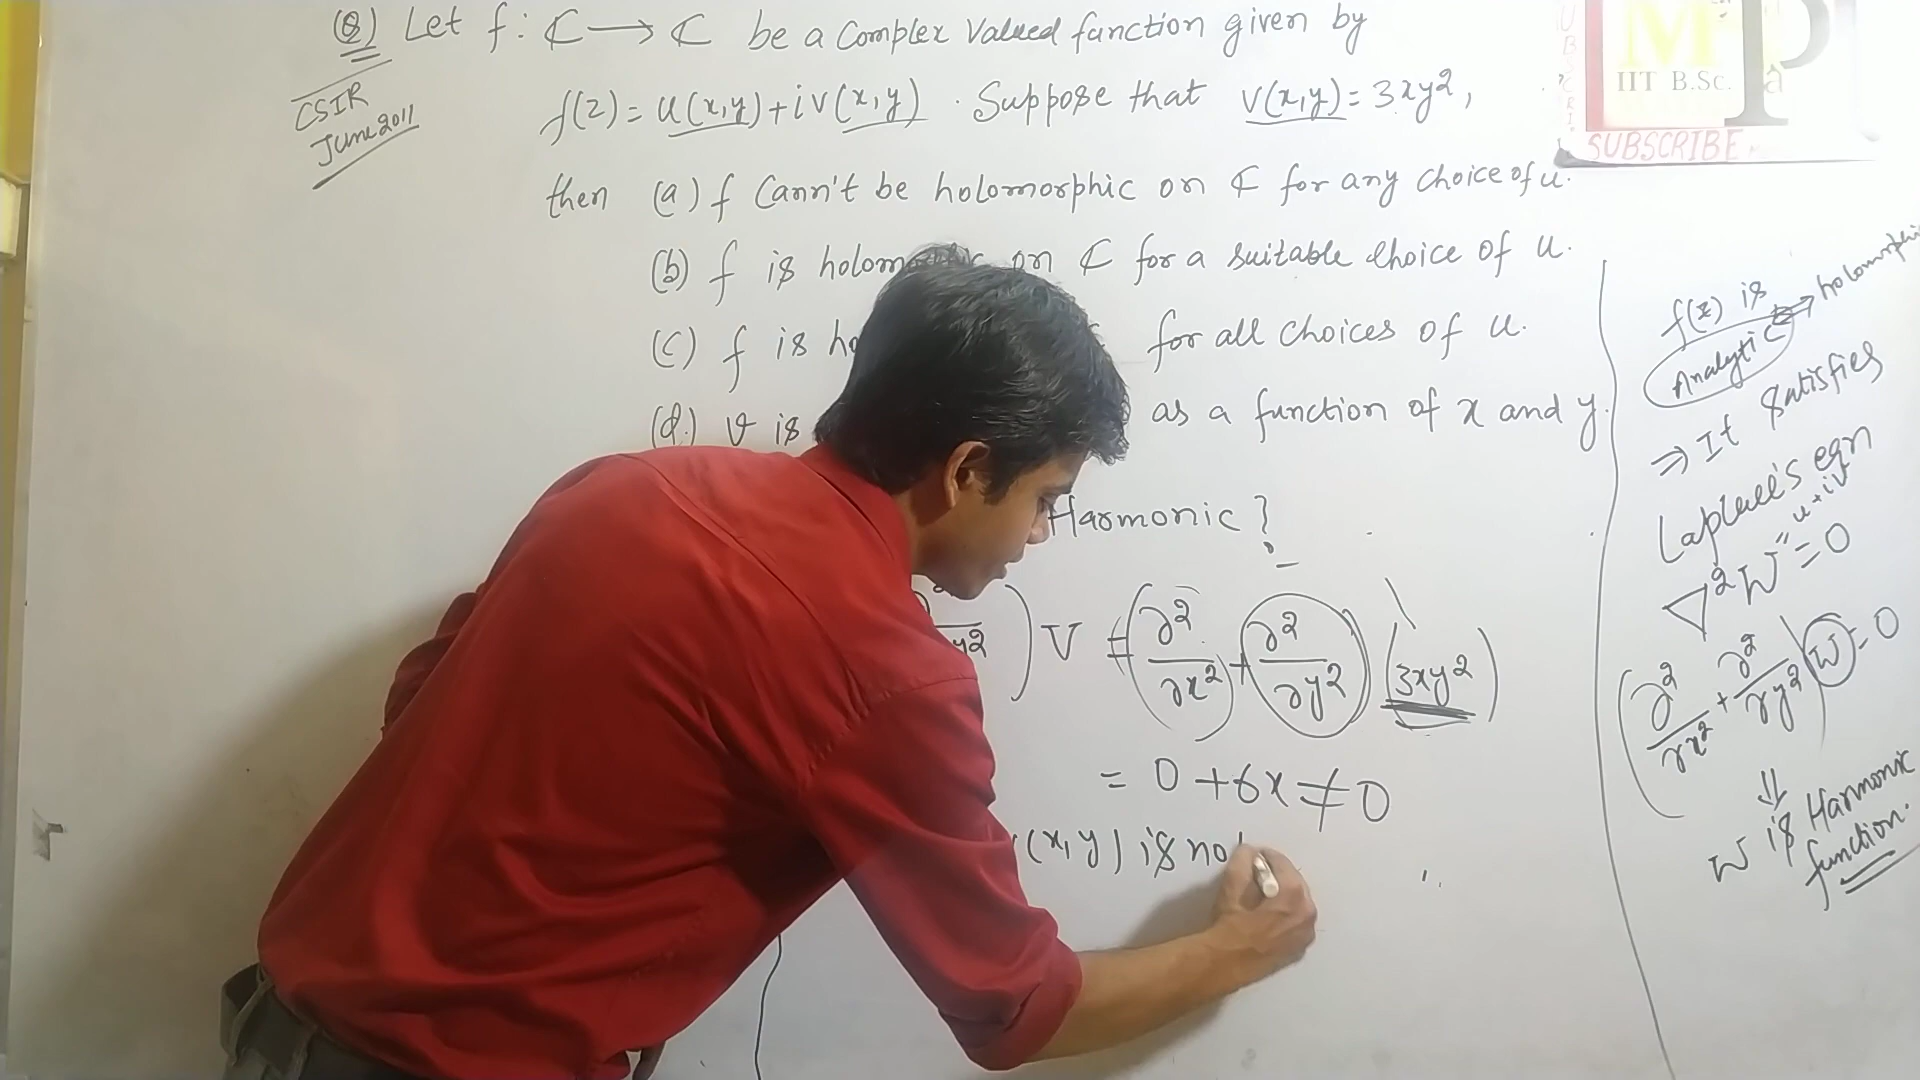 (Q) Let f: ℂ → ℂ be a Complex Valued function given by
CSIR
June 2011
f(z) = u(x,y) + i v(x,y) . Suppose that v(x,y) = 3xy²,
then (a) f Cann't be holomorphic on ℂ for any choice of u.
(b) f is on ℂ for a suitable choice of u.
(c) f is for all choices of u.
(d.) v is as a function of x and y.
Harmonic ?
) V = (∂²/∂x² + ∂²/∂y²) (3xy²)
= 0 + 6x ≠ 0
(x,y) is not
f(z) is
Analytic → holomorphic
⇒ It satisfies
Laplace's eqn
u+iv
∇²W = 0
(∂²/∂x² + ∂²/∂y²) W = 0
⇓
W is Harmonic
function.
MP
IIT B.Sc.
SUBSCRIBE